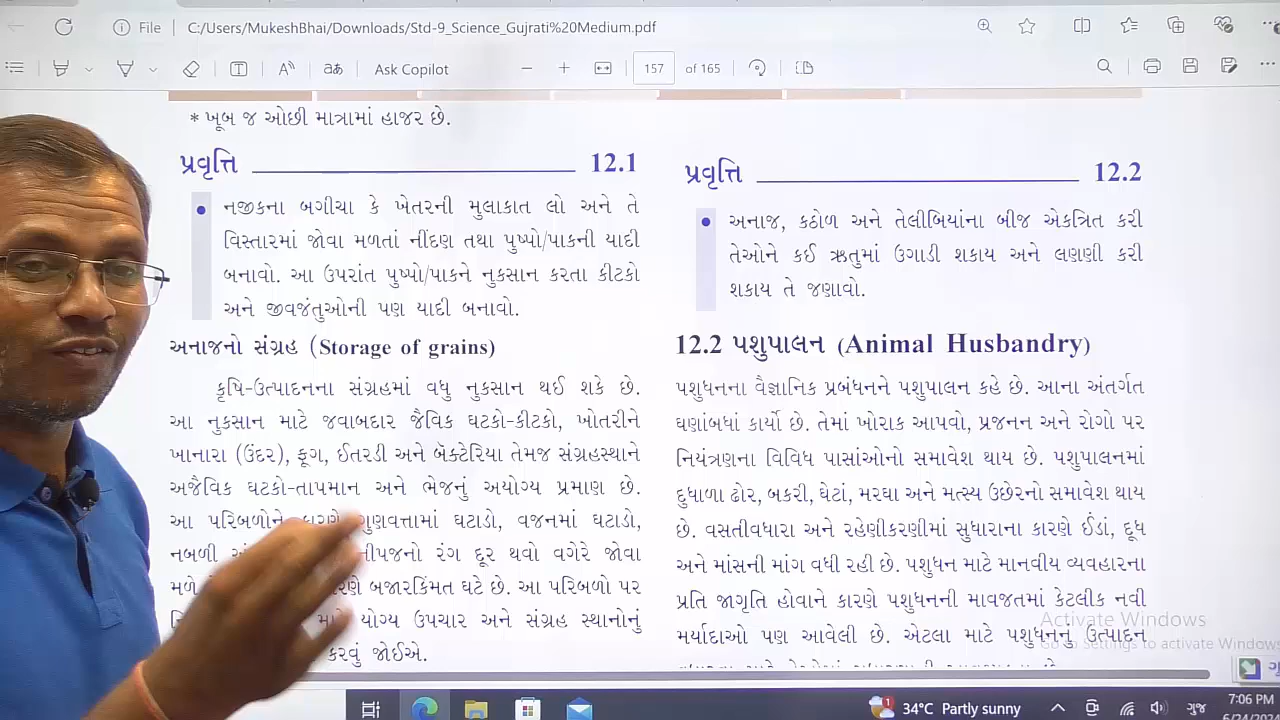 File
C:/Users/MukeshBhai/Downloads/Std-9_Science_Gujrati%20Medium.pdf
Ask Copilot
157 of 165
* ખૂબ જ ઓછી માત્રામાં હાજર છે.
પ્રવૃત્તિ 12.1
• નજીકના બગીચા કે ખેતરની મુલાકાત લો અને તે
વિસ્તારમાં જોવા મળતાં નીંદણ તથા પુષ્પો/પાકની યાદી
બનાવો. આ ઉપરાંત પુષ્પો/પાકને નુકસાન કરતા કીટકો
અને જીવજંતુઓની પણ યાદી બનાવો.
અનાજનો સંગ્રહ (Storage of grains)
કૃષિ-ઉત્પાદનના સંગ્રહમાં વધુ નુકસાન થઈ શકે છે.
આ નુકસાન માટે જવાબદાર જૈવિક ઘટકો-કીટકો, ખોતરીને
ખાનારા (ઉંદર), ફૂગ, ઈતરડી અને બૅક્ટેરિયા તેમજ સંગ્રહસ્થાને
અજૈવિક ઘટકો-તાપમાન અને ભેજનું અયોગ્ય પ્રમાણ છે.
આ પરિબળોને ગુણવત્તામાં ઘટાડો, વજનમાં ઘટાડો,
નબળી નીપજનો રંગ દૂર થવો વગેરે જોવા
મળે બજારકિંમત ઘટે છે. આ પરિબળો પર
યોગ્ય ઉપચાર અને સંગ્રહ સ્થાનોનું
કરવું જોઈએ.
પ્રવૃત્તિ 12.2
• અનાજ, કઠોળ અને તેલીબિયાંના બીજ એકત્રિત કરી
તેઓને કઈ ઋતુમાં ઉગાડી શકાય અને લણણી કરી
શકાય તે જણાવો.
12.2 પશુપાલન (Animal Husbandry)
પશુધનના વૈજ્ઞાનિક પ્રબંધનને પશુપાલન કહે છે. આના અંતર્ગત
ઘણાંબધાં કાર્યો છે. તેમાં ખોરાક આપવો, પ્રજનન અને રોગો પર
નિયંત્રણના વિવિધ પાસાંઓનો સમાવેશ થાય છે. પશુપાલનમાં
દુધાળા ઢોર, બકરી, ઘેટાં, મરઘા અને મત્સ્ય ઉછેરનો સમાવેશ થાય
છે. વસતીવધારા અને રહેણીકરણીમાં સુધારાના કારણે ઈંડાં, દૂધ
અને માંસની માંગ વધી રહી છે. પશુધન માટે માનવીય વ્યવહારના
પ્રતિ જાગૃતિ હોવાને કારણે પશુધનની માવજતમાં કેટલીક નવી
મર્યાદાઓ પણ આવેલી છે. એટલા માટે પશુધનનું ઉત્પાદન
Activate Windows
Go to Settings to activate Windows
34°C Partly sunny
ગુજ
7:06 PM